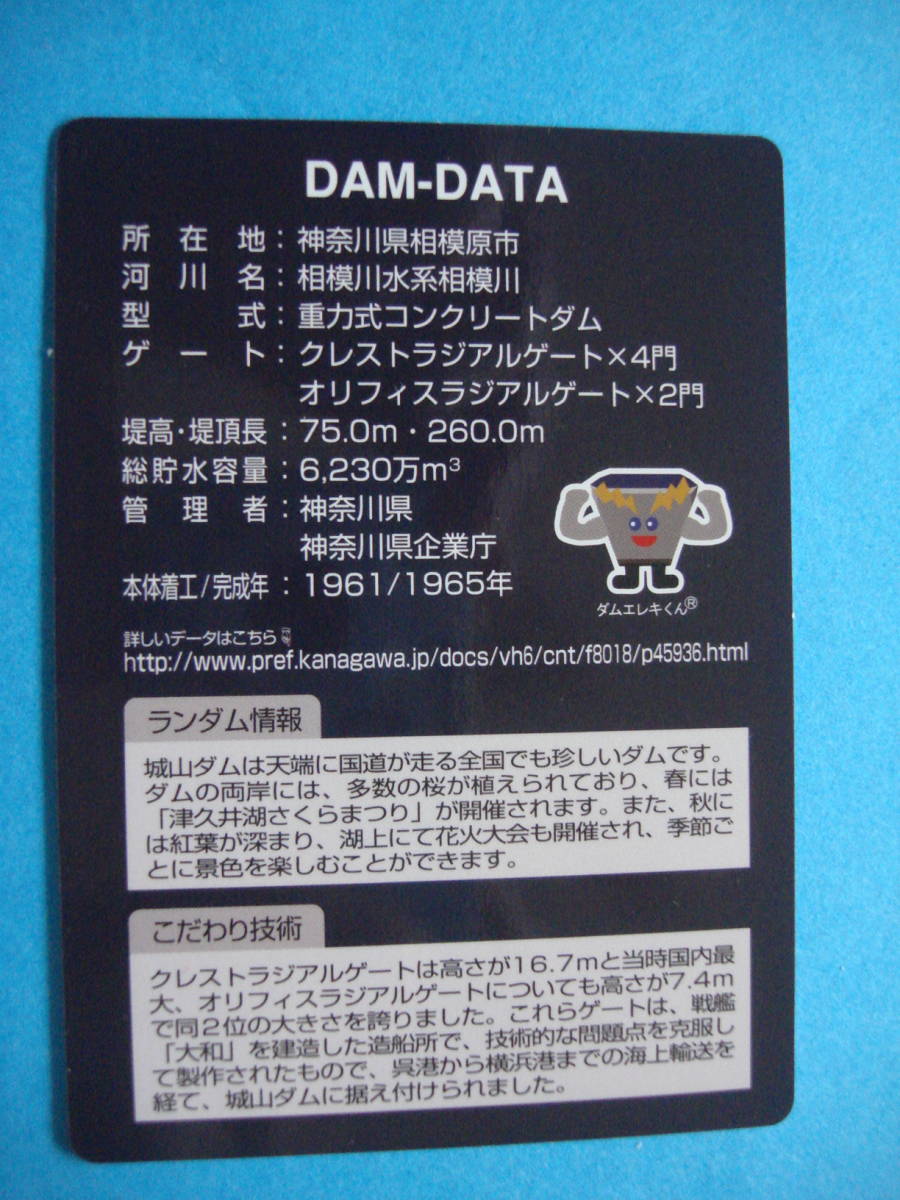 DAM-DATA
所在地：神奈川県相模原市
河川名：相模川水系相模川
型式：重力式コンクリートダム
ゲート：クレストラジアルゲート×4門
オリフィスラジアルゲート×2門
堤高・堤頂長：75.0m・260.0m
総貯水容量：6,230万m³
管理者：神奈川県
神奈川県企業庁
本体着工/完成年：1961/1965年
ダムエレキくん®
詳しいデータはこちら☟
http://www.pref.kanagawa.jp/docs/vh6/cnt/f8018/p45936.html
ランダム情報
城山ダムは天端に国道が走る全国でも珍しいダムです。
ダムの両岸には、多数の桜が植えられており、春には
「津久井湖さくらまつり」が開催されます。また、秋に
は紅葉が深まり、湖上にて花火大会も開催され、季節ご
とに景色を楽しむことができます。
こだわり技術
クレストラジアルゲートは高さが16.7mと当時国内最
大、オリフィスラジアルゲートについても高さが7.4m
で同2位の大きさを誇りました。これらゲートは、戦艦
「大和」を建造した造船所で、技術的な問題点を克服し
て製作されたもので、呉港から横浜港までの海上輸送を
経て、城山ダムに据え付けられました。